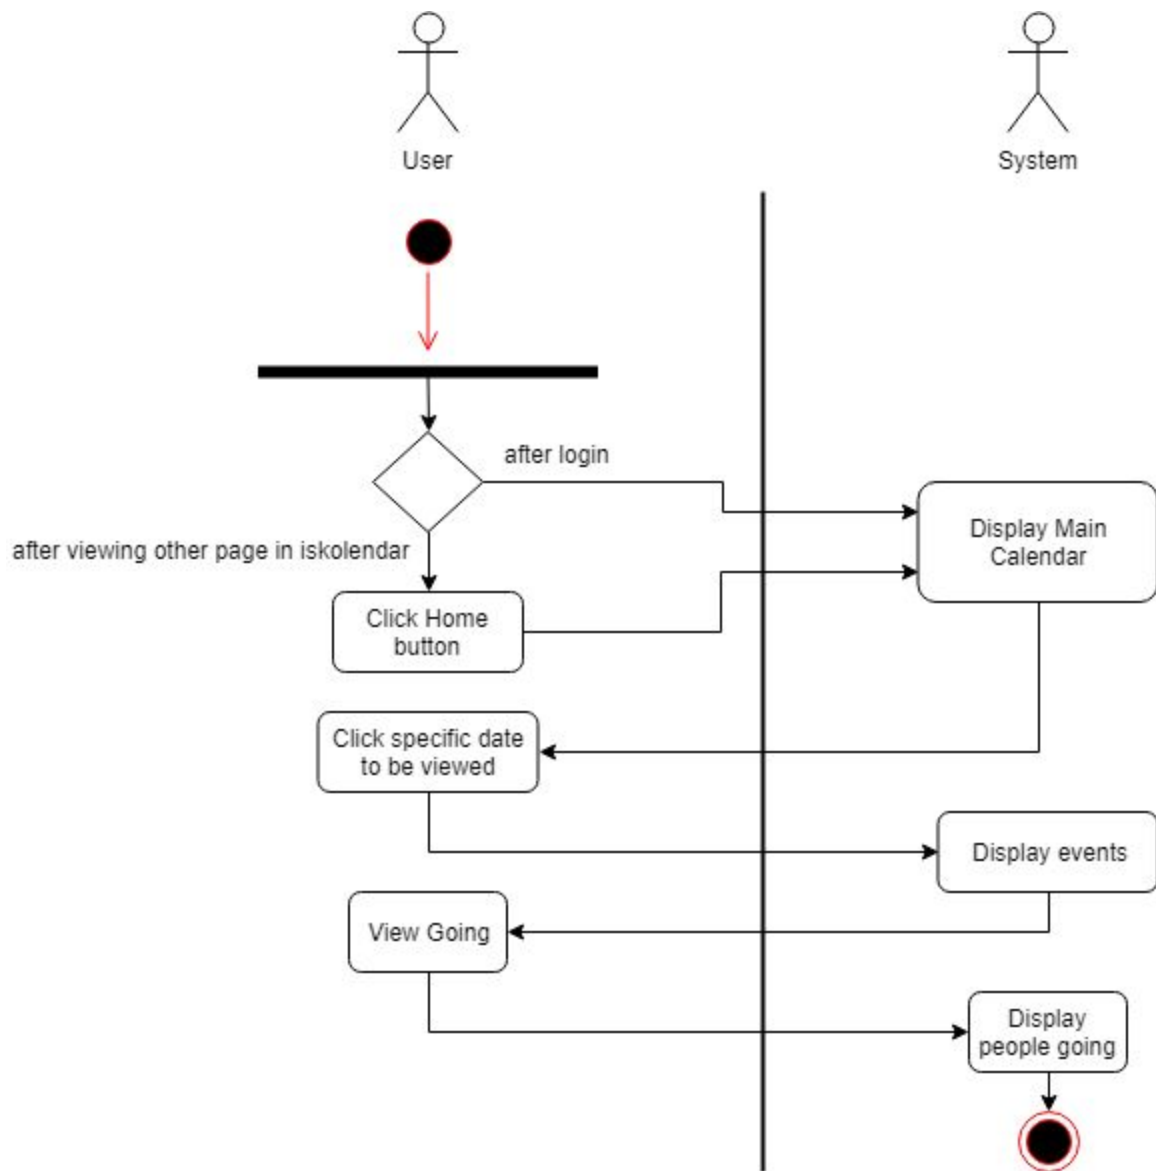 User
System
after login
Display Main
Calendar
after viewing other page in iskolendar
Click Home
button
Click specific date
to be viewed
Display events
View Going
Display
people going